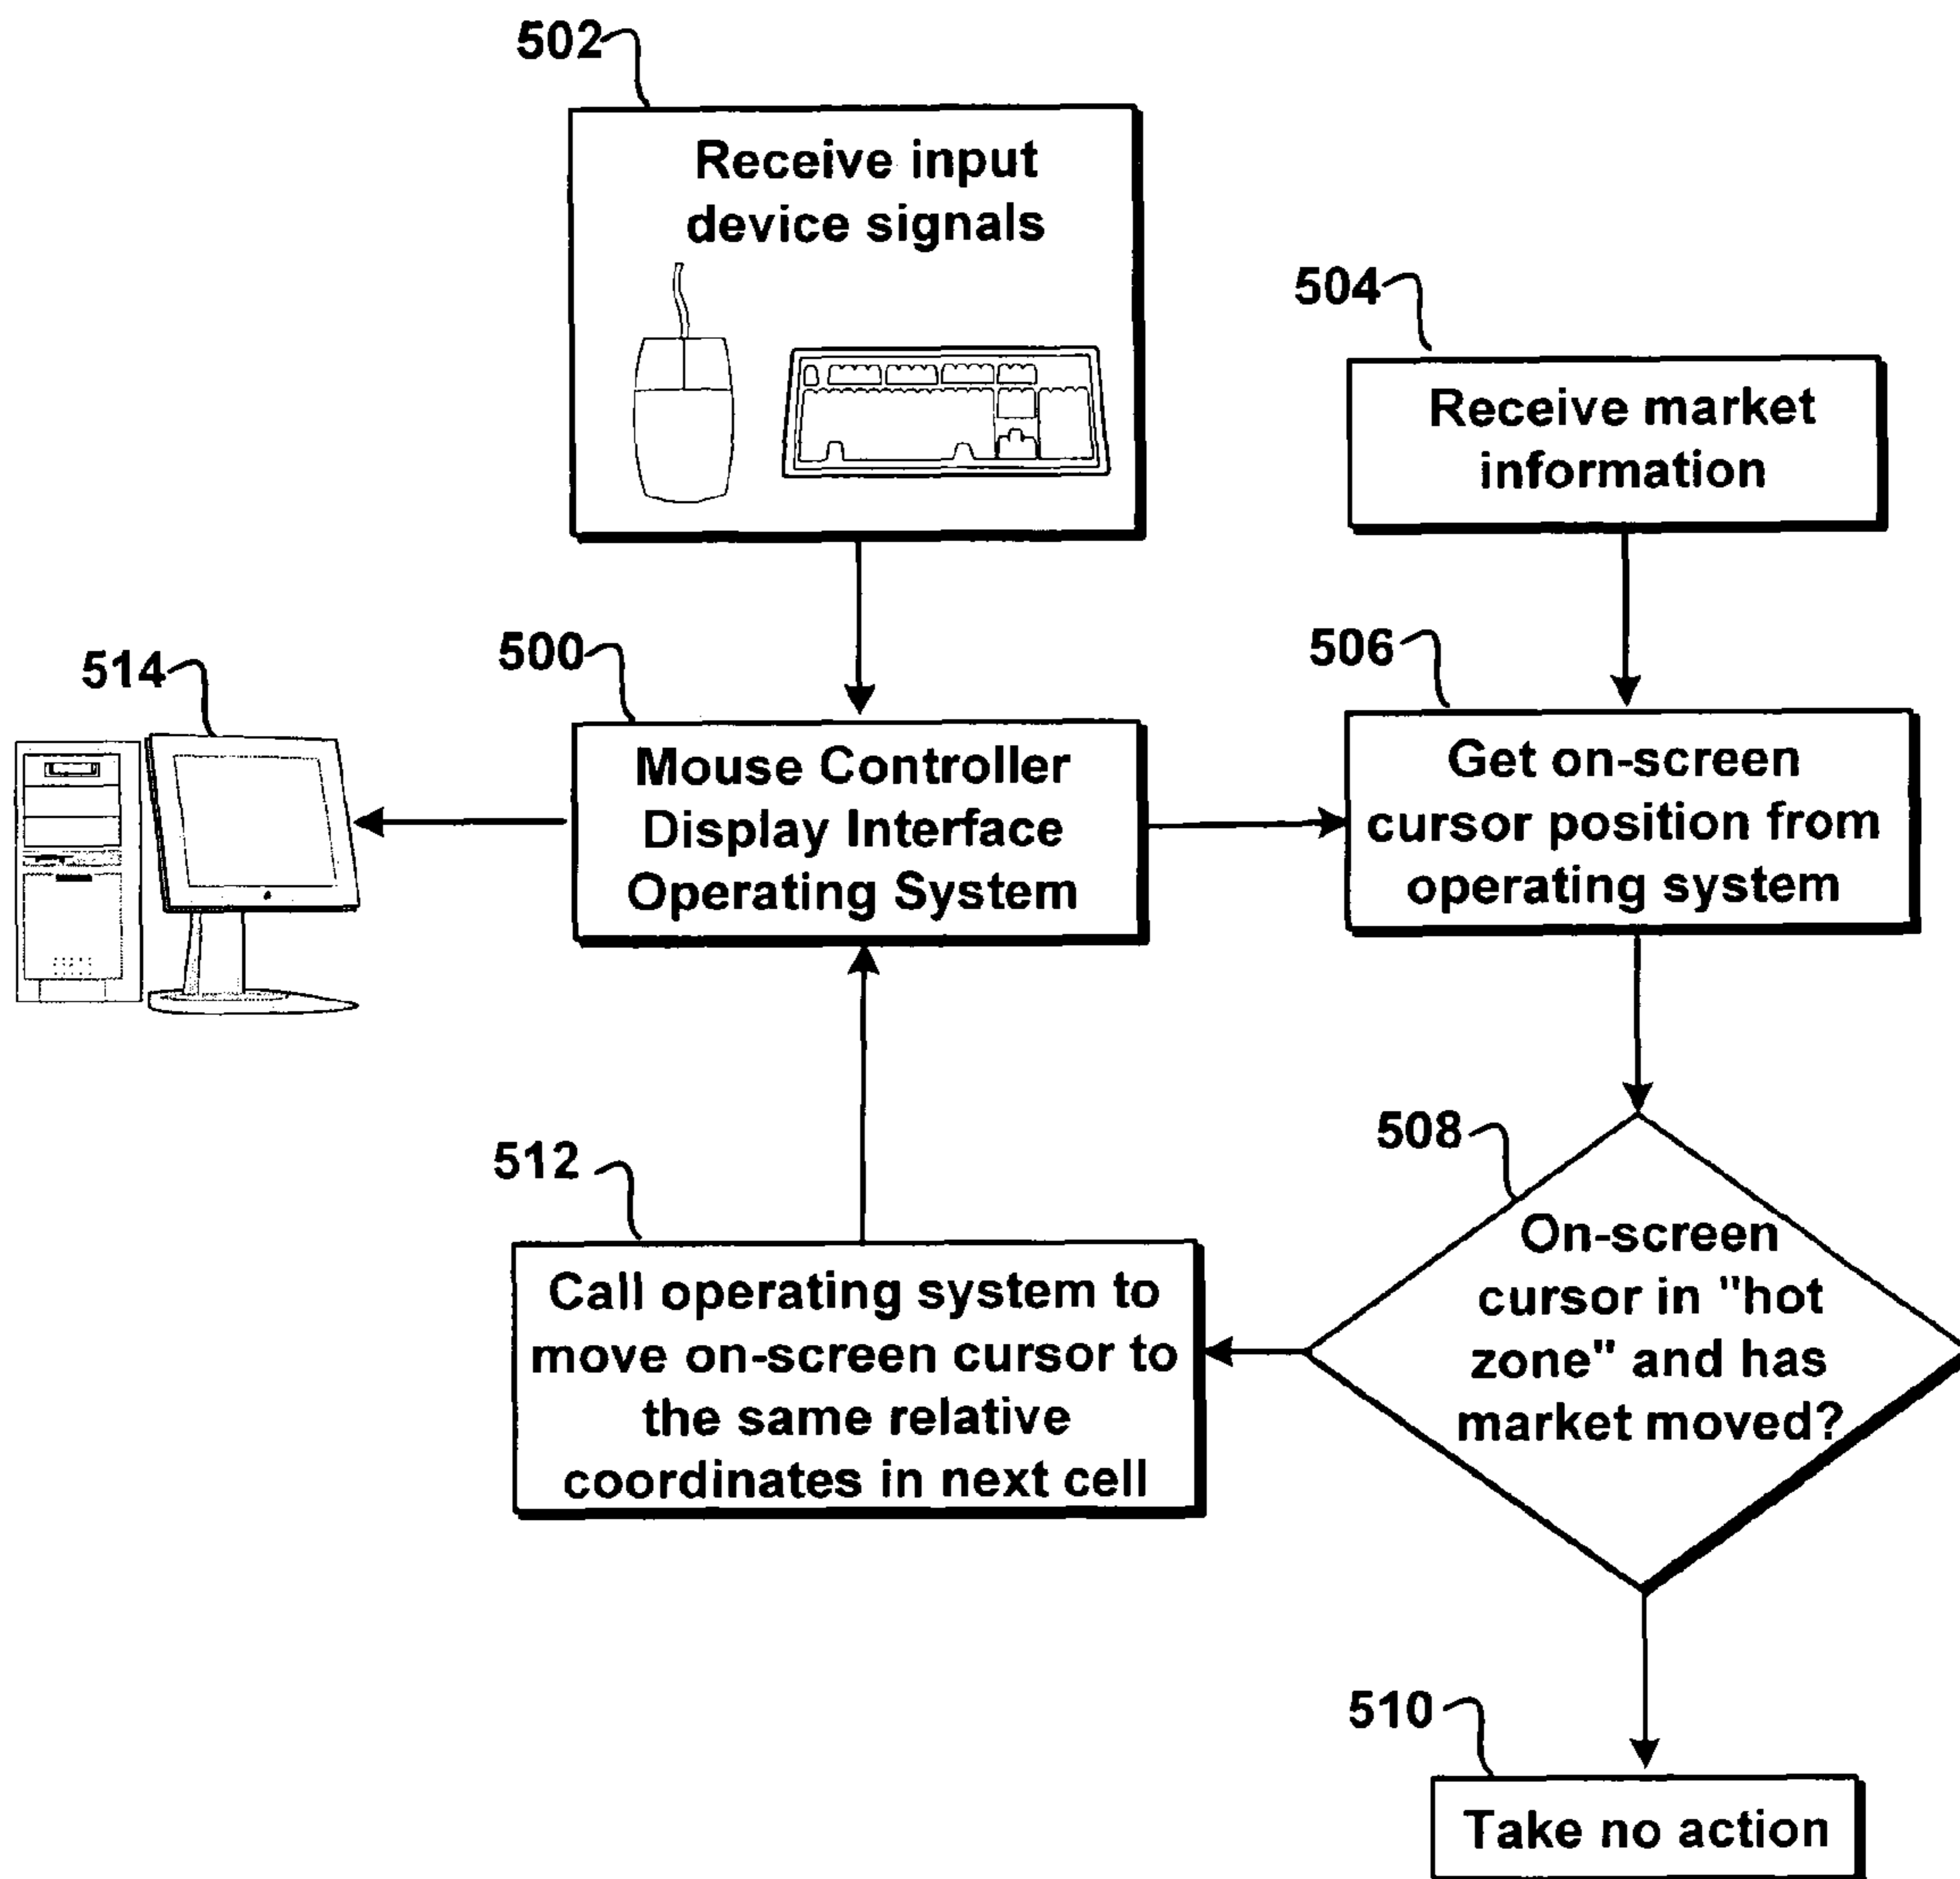 502
Receive input
device signals
504
Receive market
information
514
500
Mouse Controller
Display Interface
Operating System
506
Get on-screen
cursor position from
operating system
512
Call operating system to
move on-screen cursor to
the same relative
coordinates in next cell
508
On-screen
cursor in "hot
zone" and has
market moved?
510
Take no action